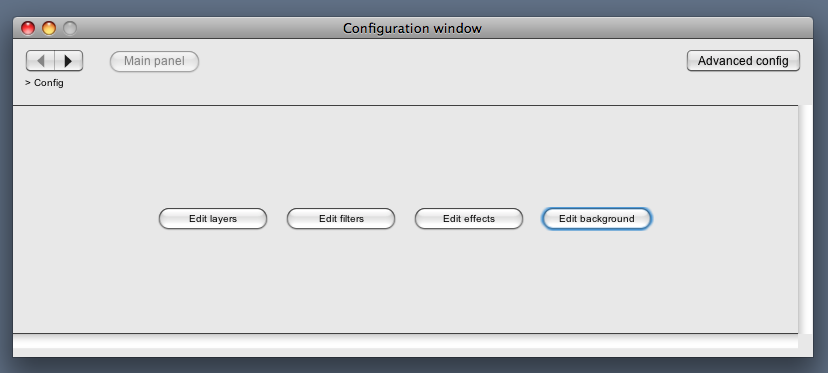 Configuration window
Main panel
Advanced config
> Config
Edit layers
Edit filters
Edit effects
Edit background